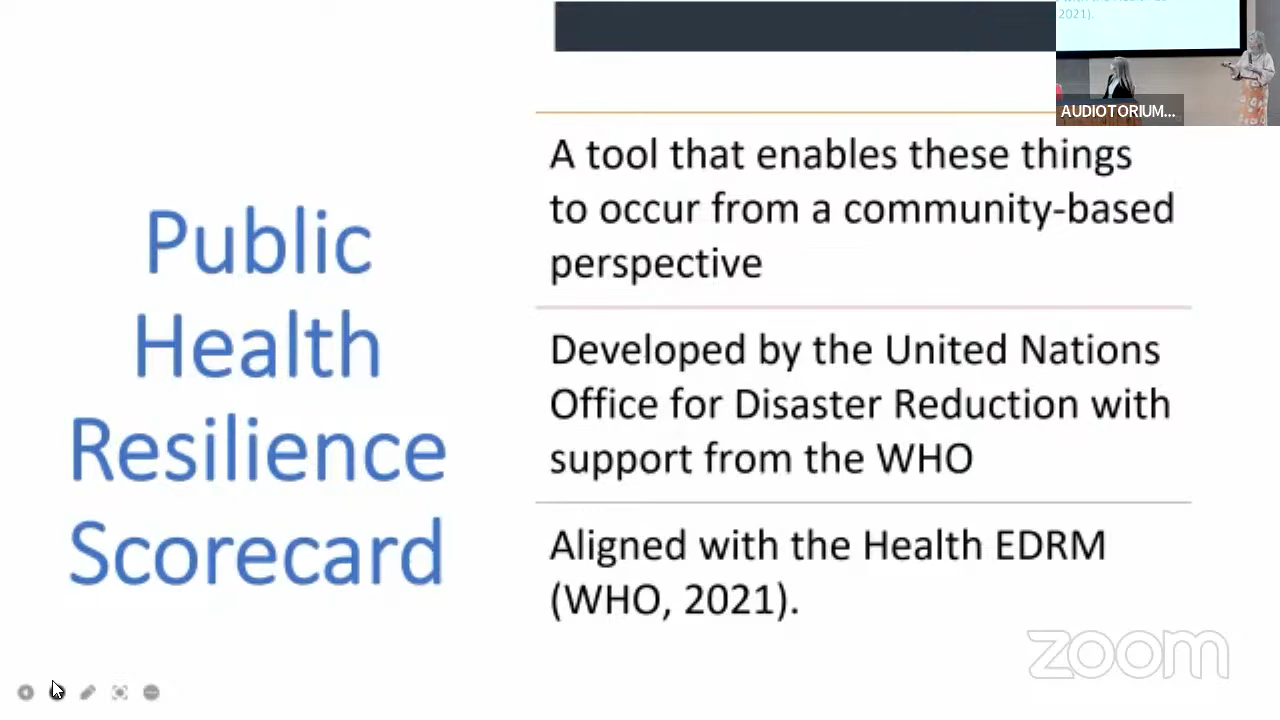 2021).
AUDIOTORIUM...
Public
Health
Resilience
Scorecard
A tool that enables these things
to occur from a community-based
perspective
Developed by the United Nations
Office for Disaster Reduction with
support from the WHO
Aligned with the Health EDRM
(WHO, 2021).
zoom